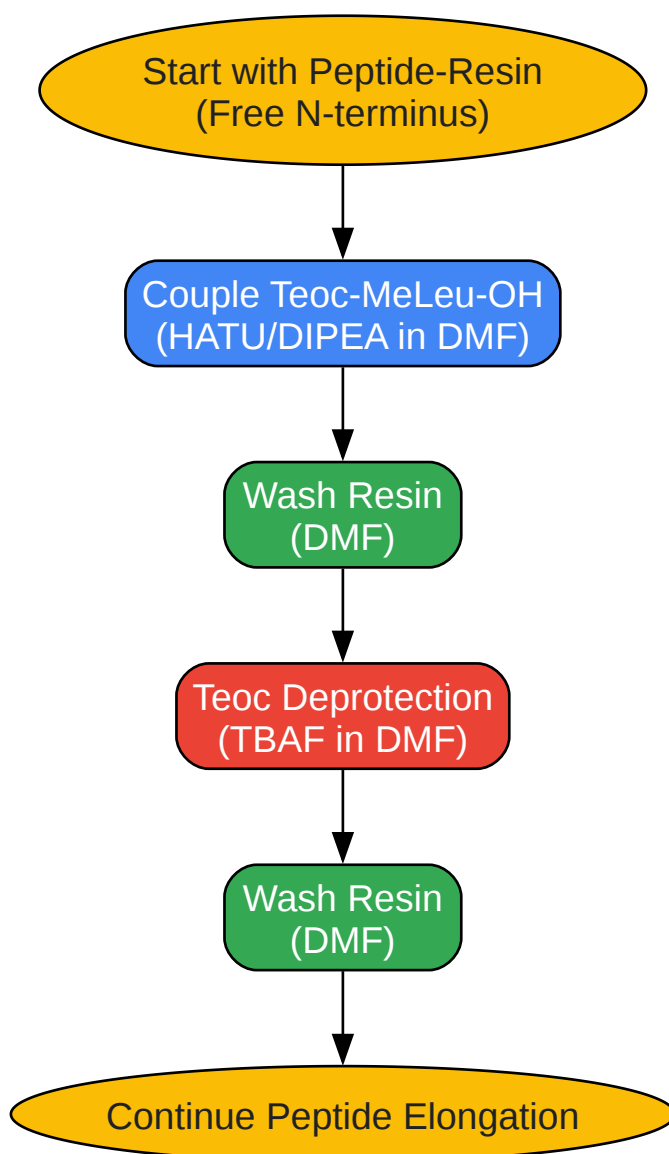 Start with Peptide-Resin
(Free N-terminus)
Couple Teoc-MeLeu-OH
(HATU/DIPEA in DMF)
Wash Resin
(DMF)
Teoc Deprotection
(TBAF in DMF)
Wash Resin
(DMF)
Continue Peptide Elongation